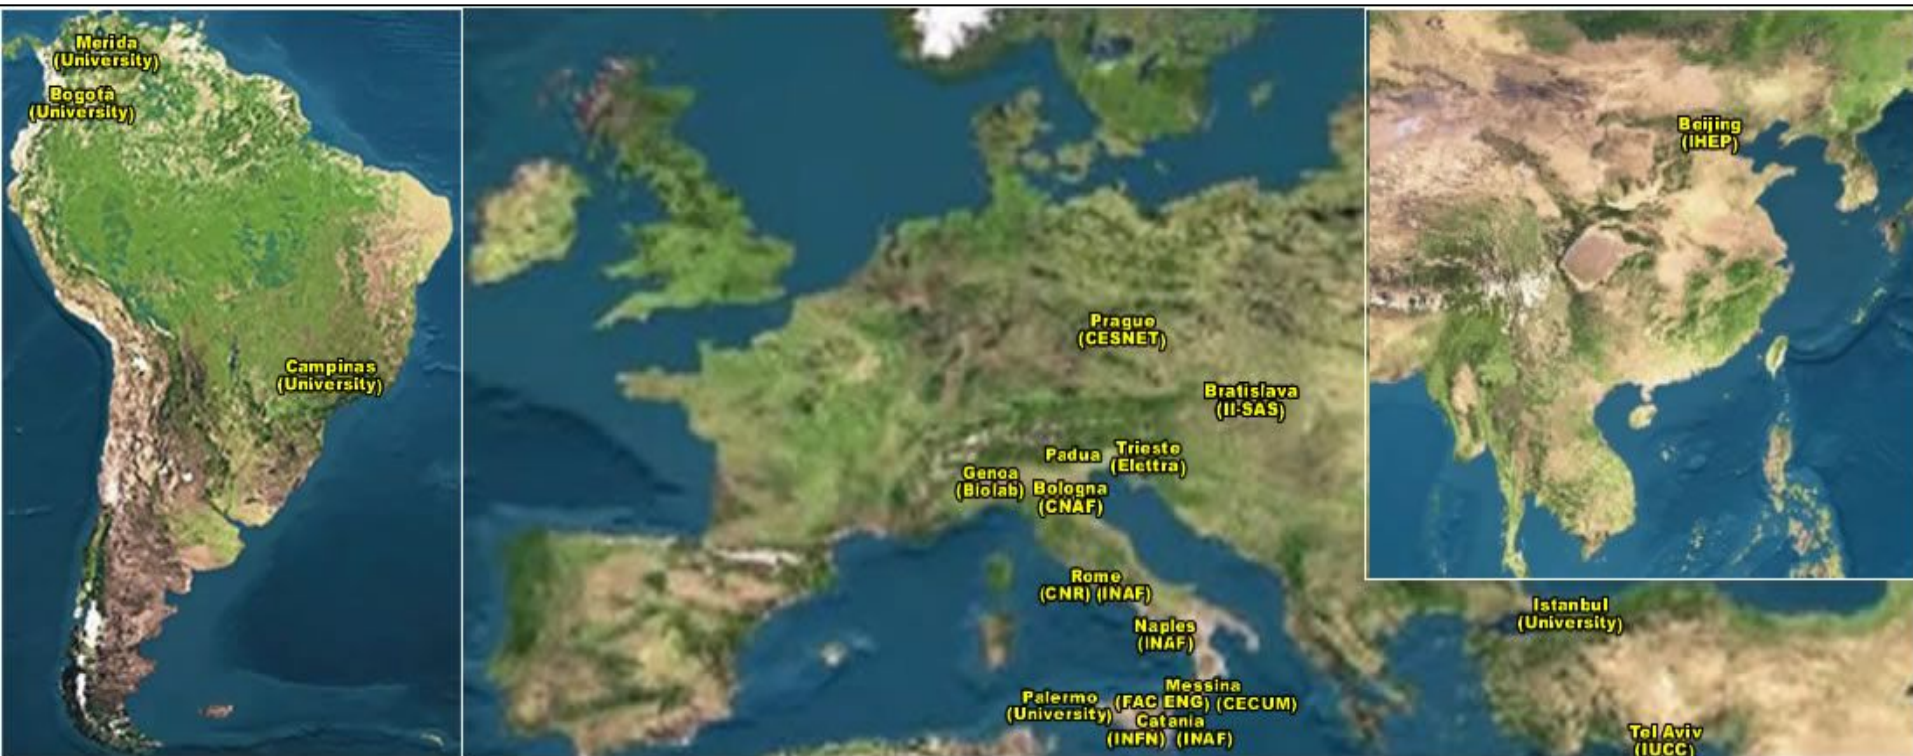 Merida
(University)
Bogotà
(University)
Campinas
(University)
Prague
(CESNET)
Bratislava
(II-SAS)
Padua
Trieste
(Elettra)
Genoa
(Biolab)
Bologna
(CNAF)
Rome
(CNR) (INAF)
Naples
(INAF)
Messina
(FAC ENG) (CECUM)
Palermo
(University)
Catania
(INFN) (INAF)
Beijing
(IHEP)
Istanbul
(University)
Tel Aviv
(IUCC)